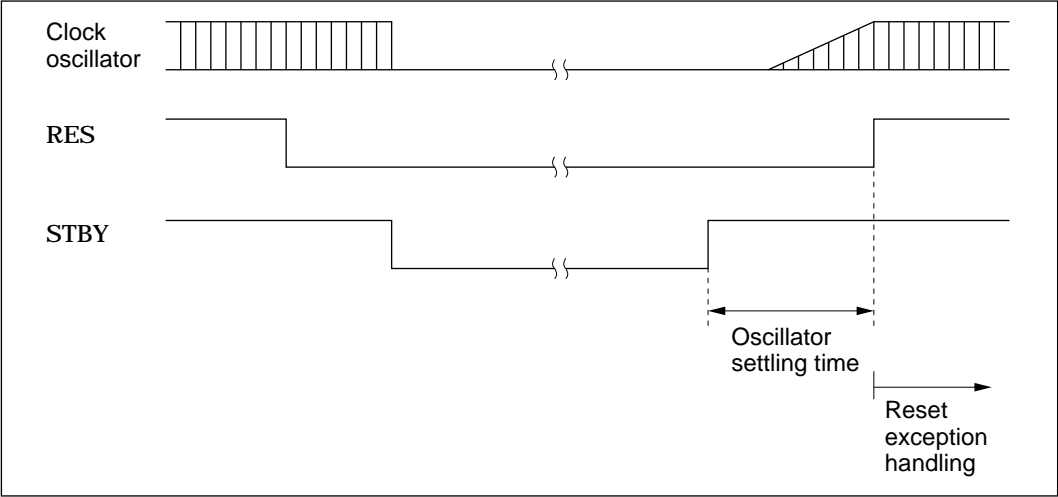 Clock
oscillator
RES
STBY
Oscillator
settling time
Reset
exception
handling